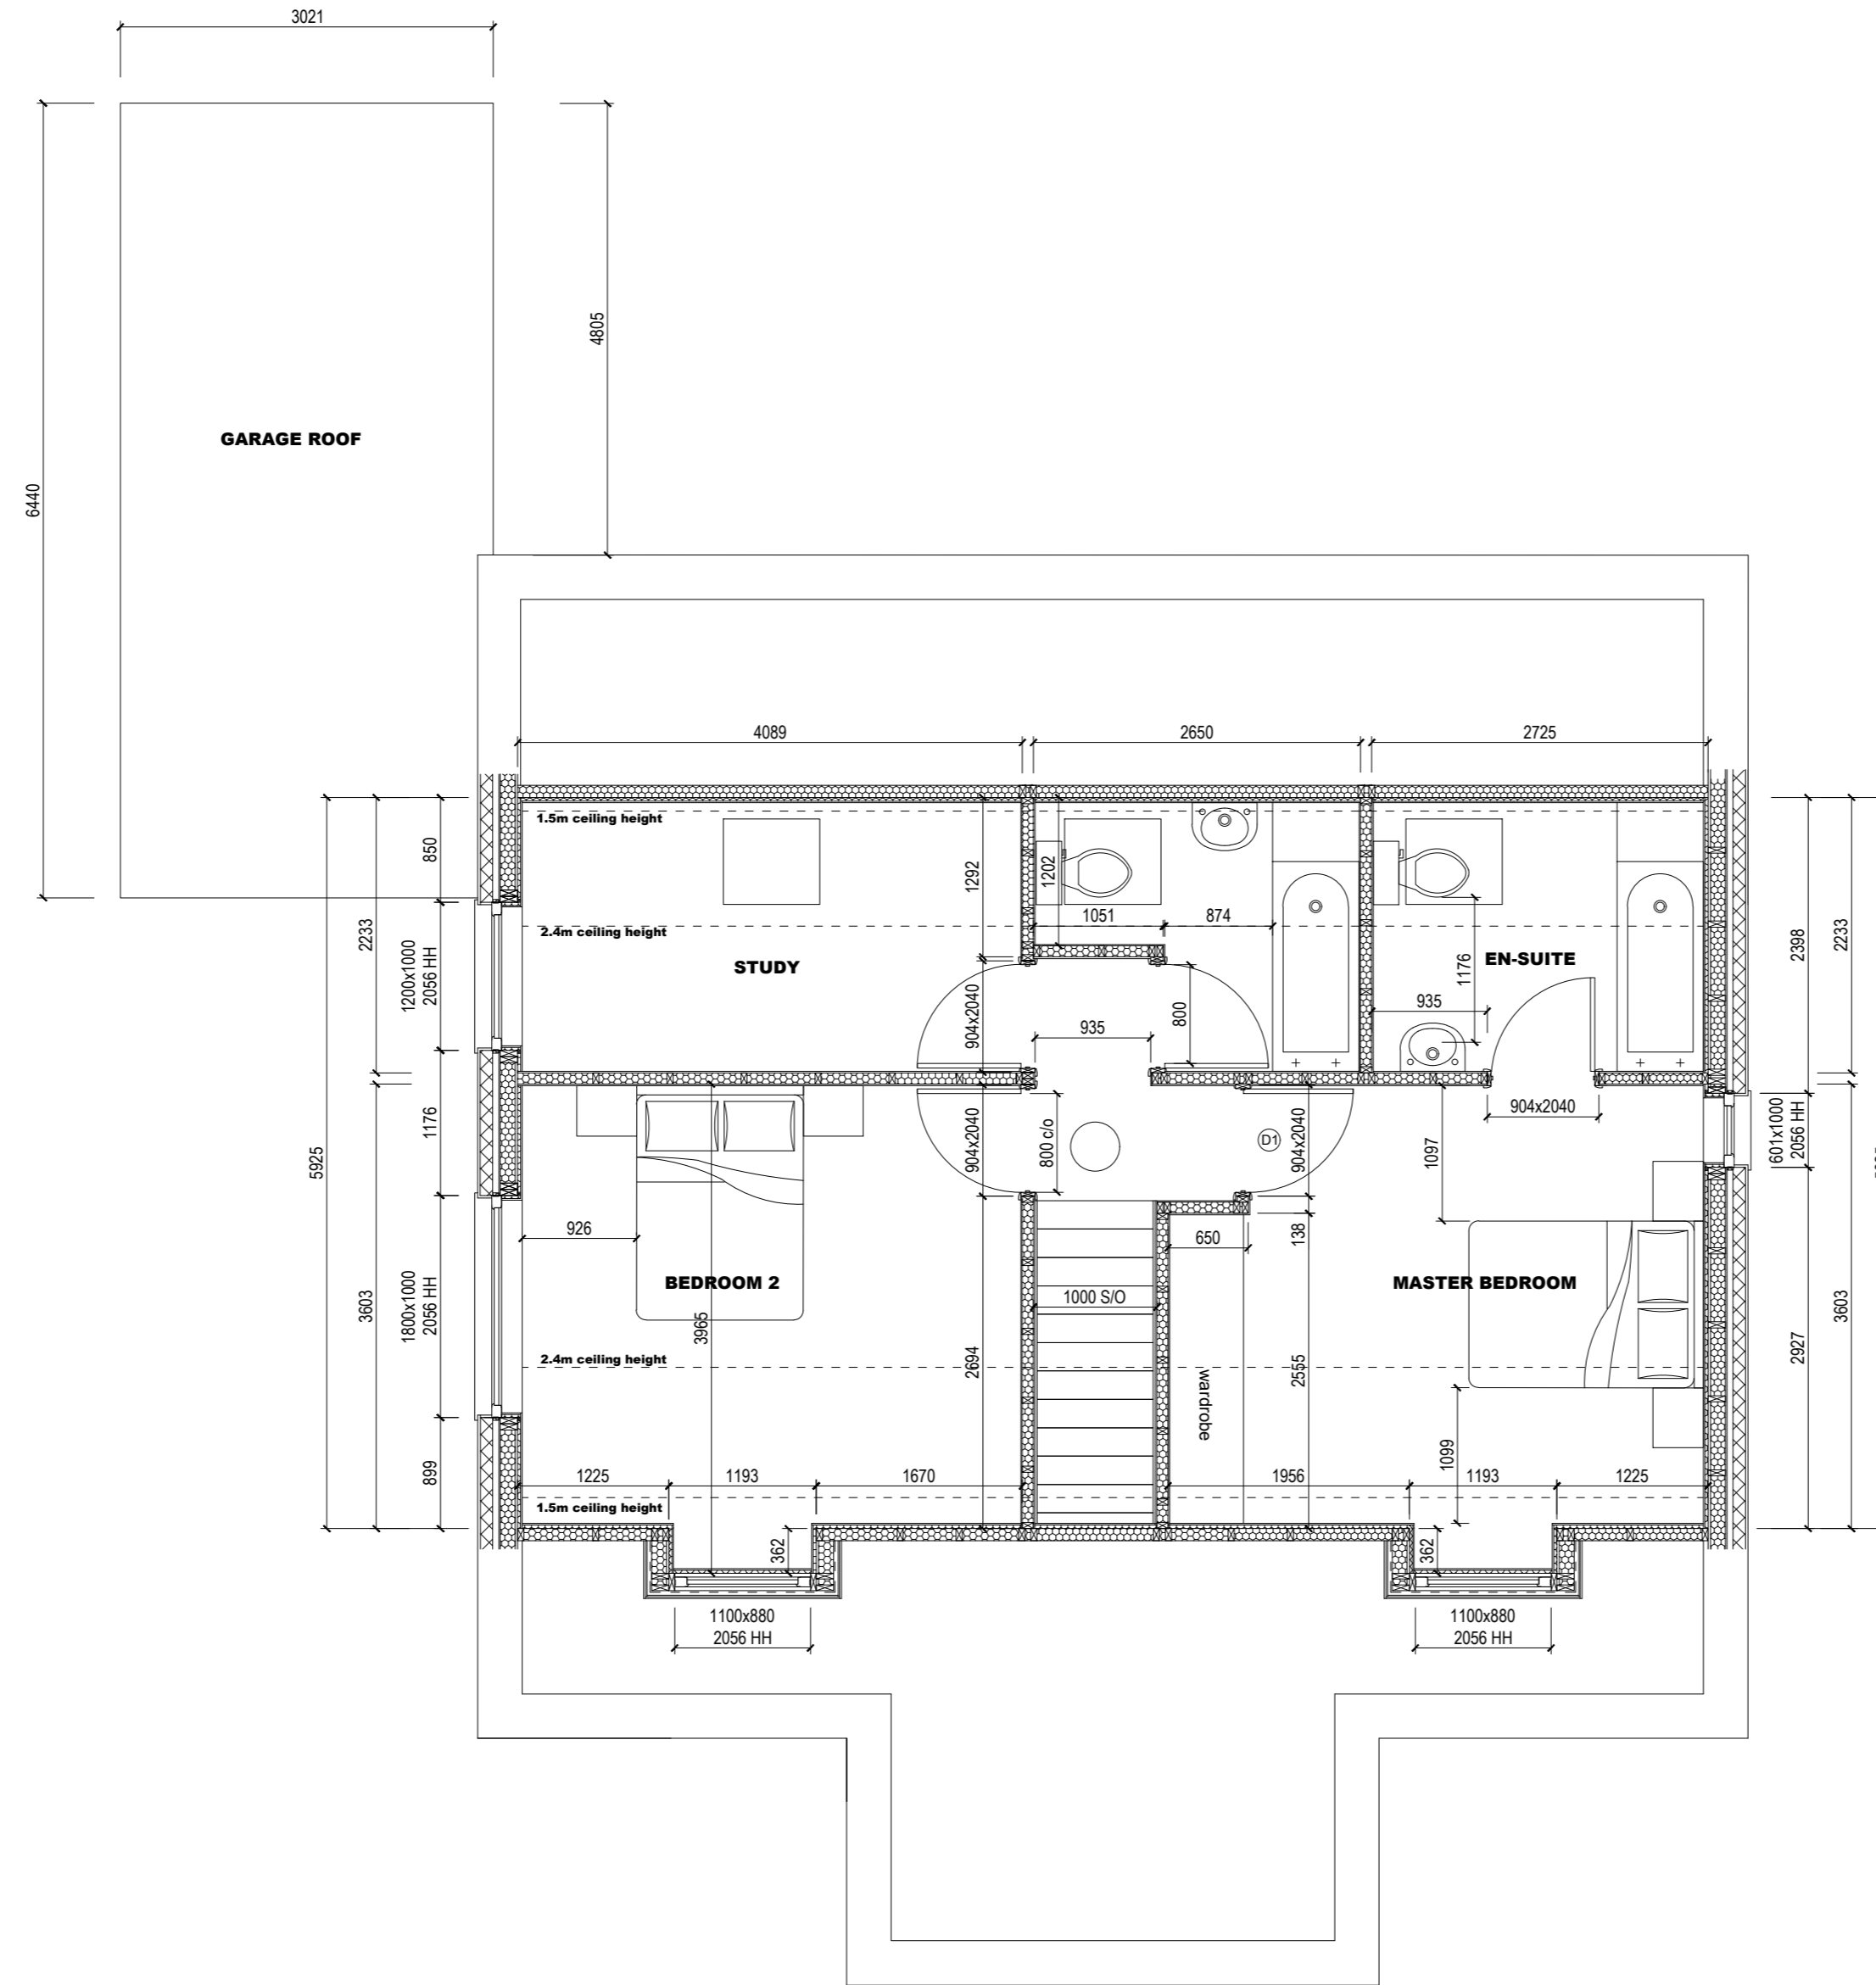 3021
6440
4805
GARAGE ROOF
4089
2650
2725
1.5m ceiling height
850
1292
1202
2233
1051
874
2.4m ceiling height
STUDY
EN-SUITE
1200x1000
2056 HH
904x2040
935
800
1176
935
2398
2233
5925
1176
904x2040
800 c/o
D1
904x2040
1097
904x2040
601x1000
2056 HH
926
650
138
3603
1800x1000
2056 HH
BEDROOM 2
1000 S/O
MASTER BEDROOM
3965
2694
2555
2927
3603
2.4m ceiling height
wardrobe
899
1099
1225
1193
1670
1956
1193
1225
1.5m ceiling height
362
362
1100x880
2056 HH
1100x880
2056 HH